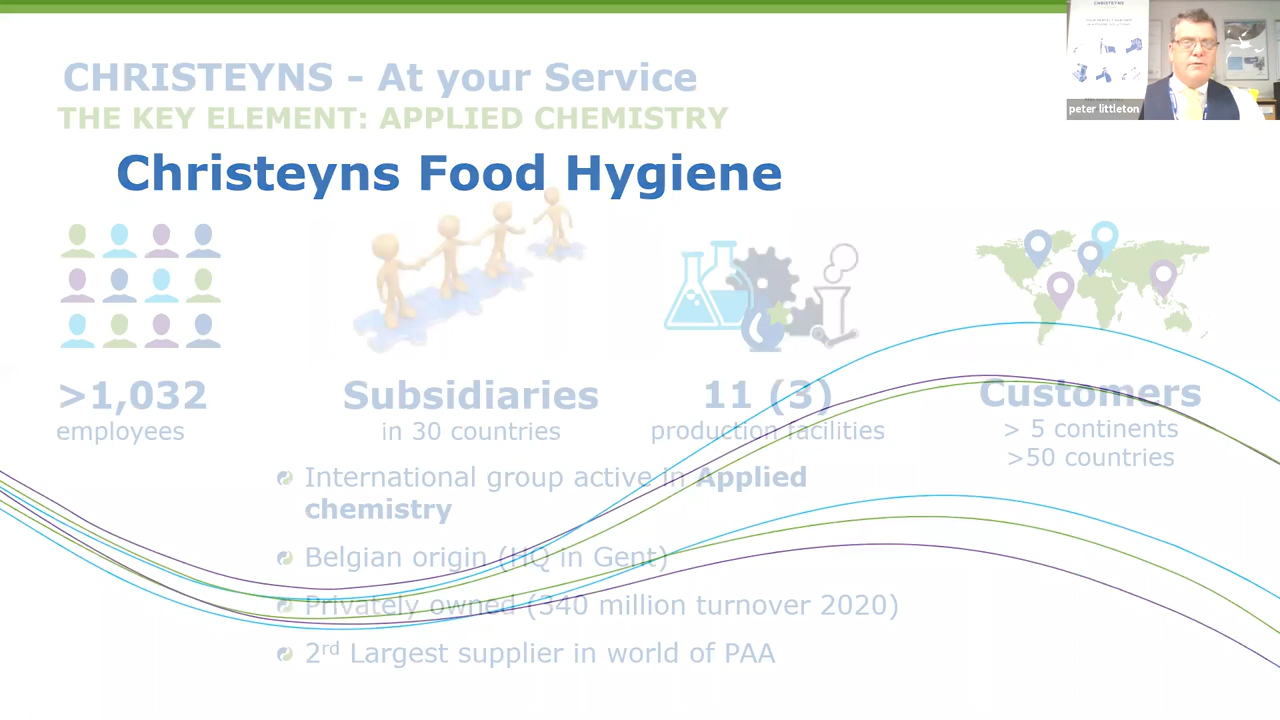 CHRISTEYNS
peter littleton
CHRISTEYNS - At your Service
THE KEY ELEMENT: APPLIED CHEMISTRY
Christeyns Food Hygiene
>1,032
employees
Subsidiaries
in 30 countries
11 (3)
production facilities
Customers
> 5 continents
>50 countries
International group active in Applied
chemistry
Belgian origin (HQ in Gent)
Privately owned (340 million turnover 2020)
2rd Largest supplier in world of PAA